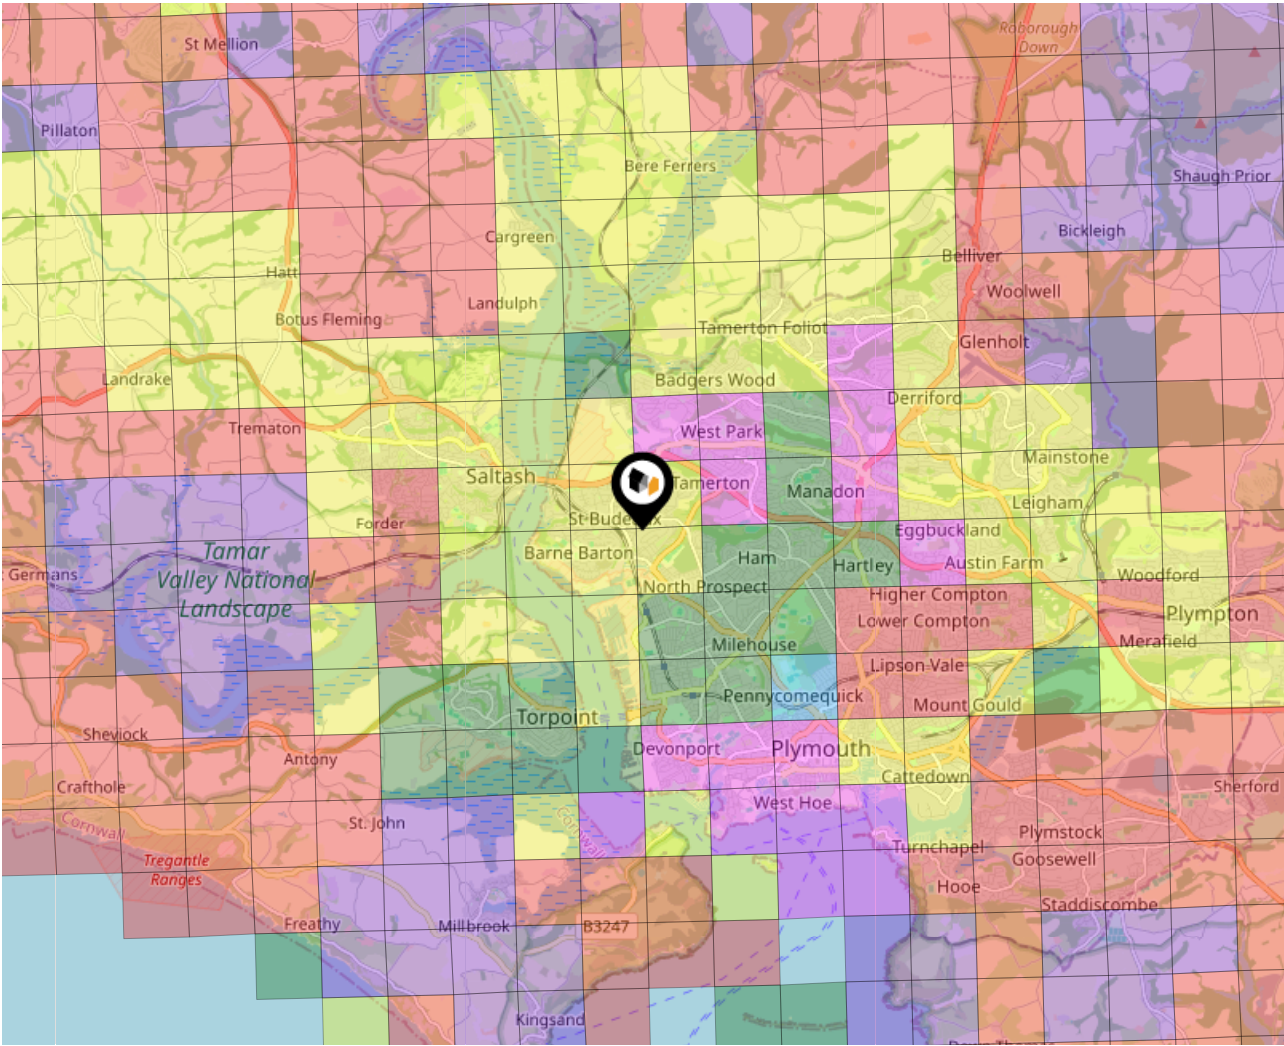 St Mellion
Roborough
Down
Pillaton
Bere Ferrers
Shaugh Prior
Cargreen
Bickleigh
Belliver
Hatt
Woolwell
Landulph
Botus Fleming
Tamerton Foliot
Glenholt
Landrake
Badgers Wood
Derriford
Trematon
West Park
Mainstone
Saltash
Tamerton
Manadon
Leigham
Forder
Eggbuckland
Barne Barton
Ham
Hartley
Austin Farm
Tamar
Valley National
Landscape
Germans
Woodford
North Prospect
Higher Compton
Lower Compton
Plympton
Merafield
Milehouse
Lipson Vale
Pennycomequick
Mount Gould
Torpoint
Sheviock
Devonport
Plymouth
Antony
Cattedown
Crafthole
Sherford
West Hoe
St. John
Cornwall
Cornwall
Plymstock
Turnchapel
Goosewell
Tregantle
Ranges
Hooe
Staddiscombe
Freathy
Millbrook
B3247
Kingsand